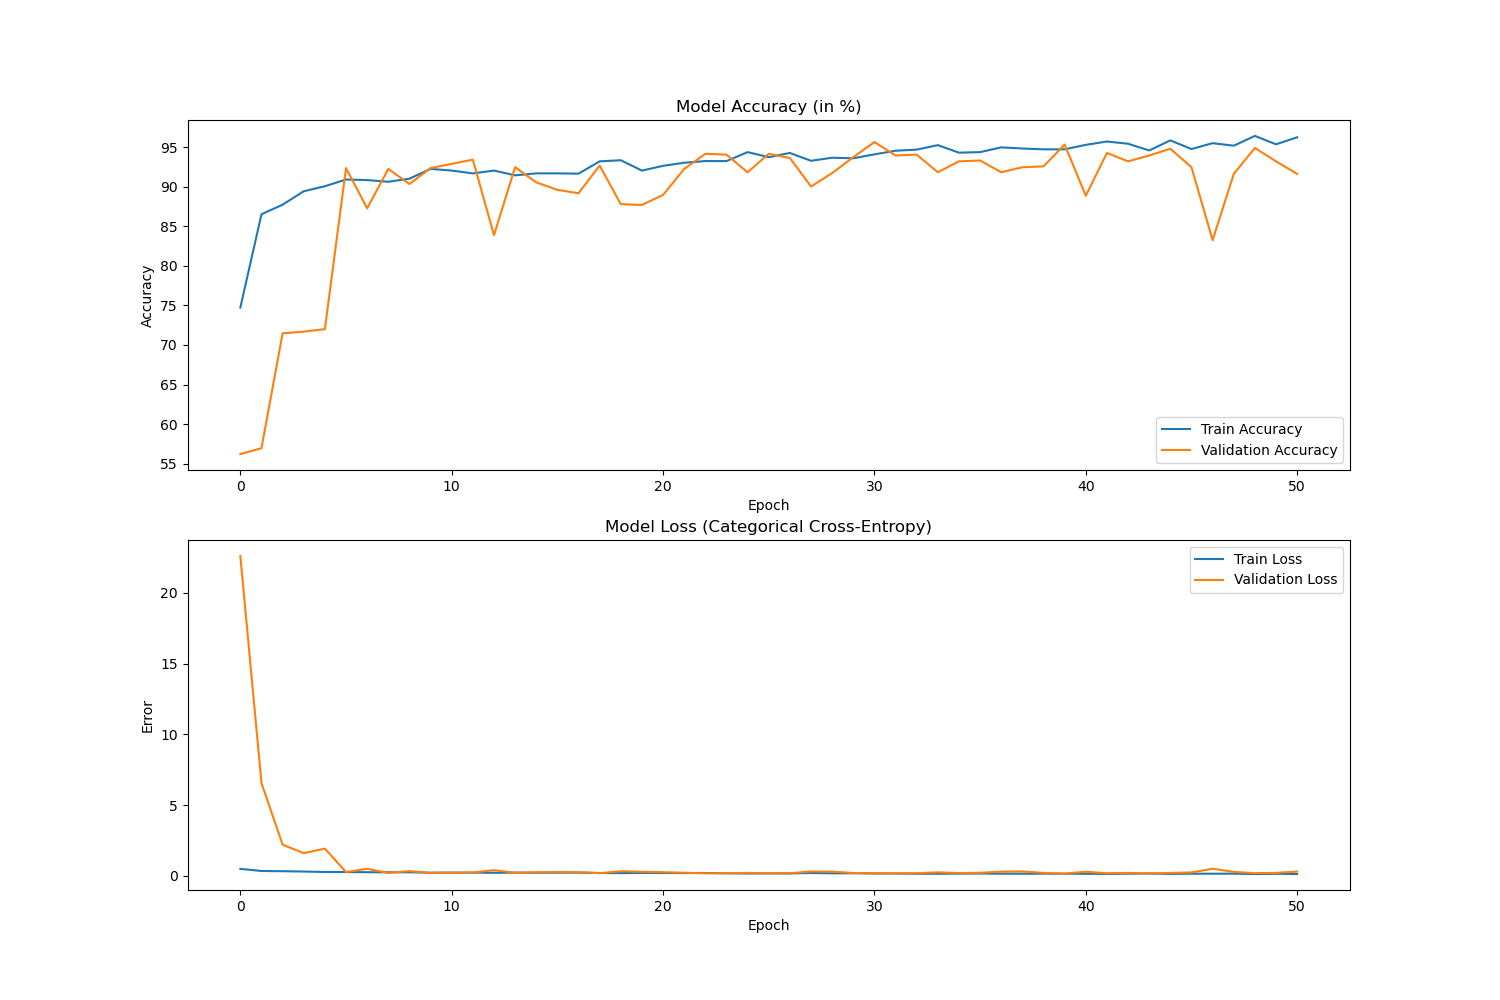 Model Accuracy (in %)
95
90
85
80
75
70
65
60
55
Accuracy
Train Accuracy
Validation Accuracy
0 10 20 30 40 50
Epoch
Model Loss (Categorical Cross-Entropy)
Train Loss
Validation Loss
20
15
10
5
0
Error
0 10 20 30 40 50
Epoch